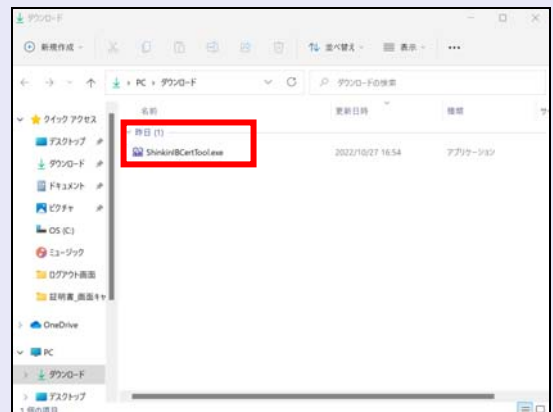 ダウンロード
新規作成
並べ替え
表示
PC › ダウンロード
ダウンロードの検索
名前
更新日時
種類
クイック アクセス
昨日 (1)
デスクトップ
ShinkinIBCertTool.exe
2022/10/27 16:54
アプリケーション
ダウンロード
ドキュメント
ピクチャ
OS (C:)
ミュージック
ログアウト画面
証明書_画面キャ
OneDrive
PC
ダウンロード
デスクトップ
1 個の項目